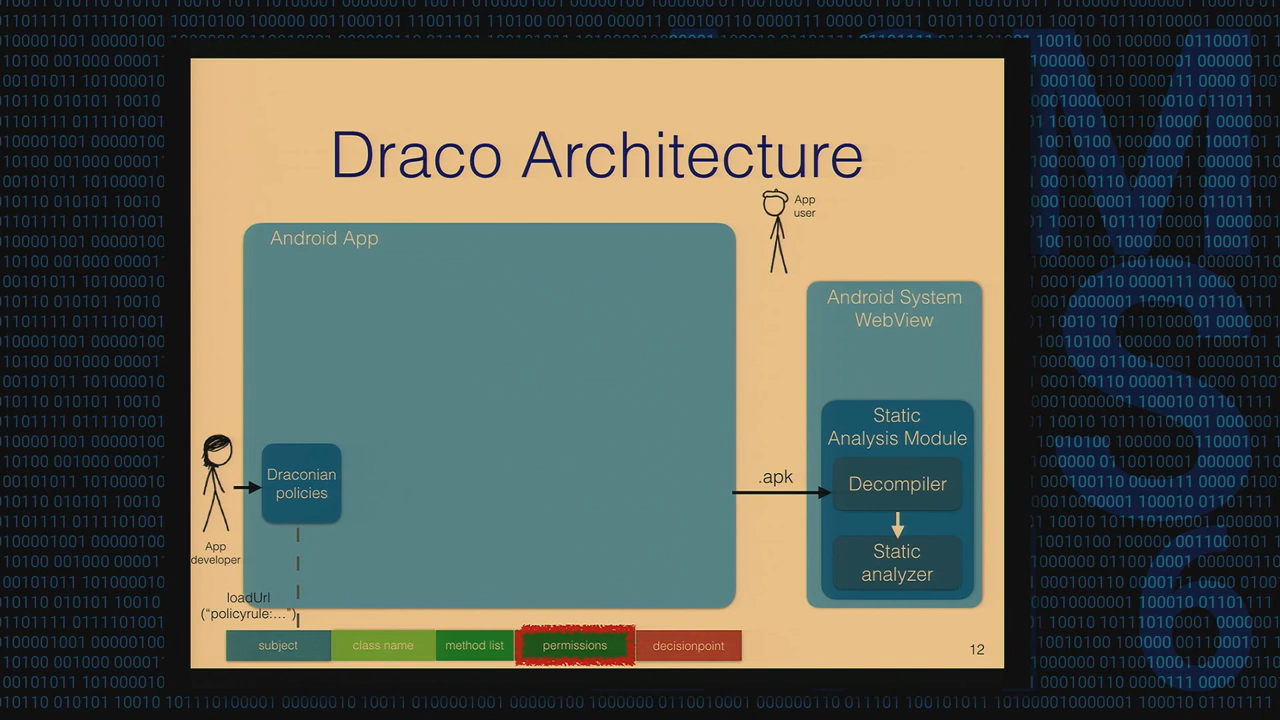 Draco Architecture
App
user
Android App
Android System
WebView
Static
Analysis Module
Draconian
policies
.apk
Decompiler
Static
analyzer
App
developer
loadUrl
("policyrule:...")
subject
class name
method list
permissions
decisionpoint
12